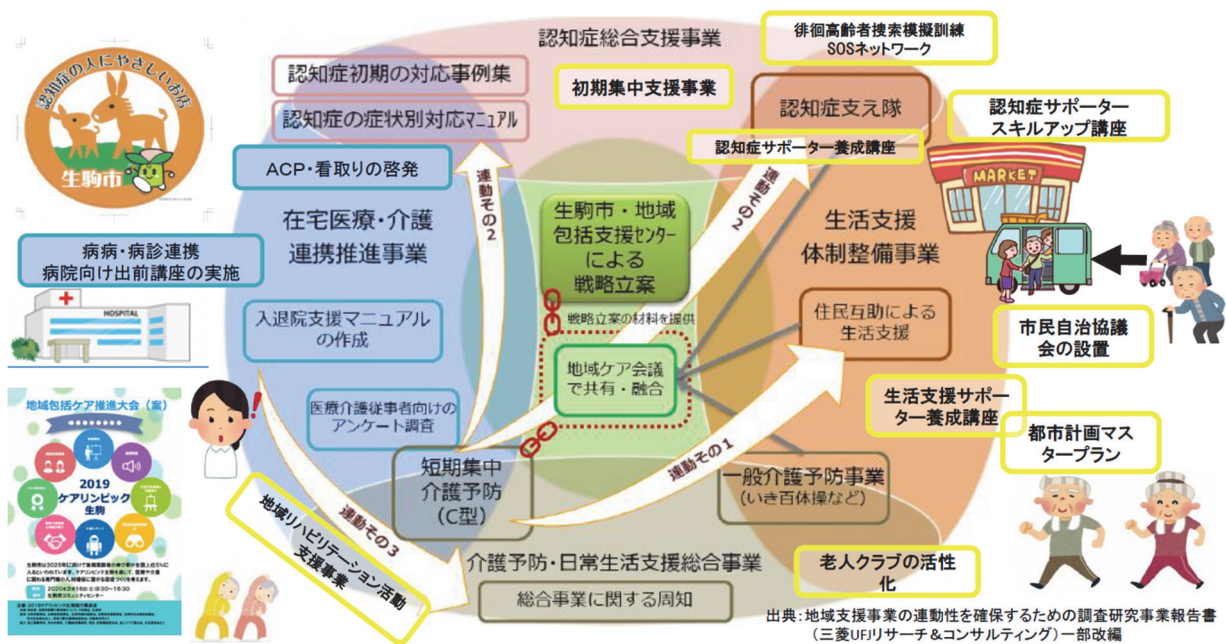 認知症の人にやさしいお店
生駒市
認知症総合支援事業
徘徊高齢者捜索模擬訓練
SOSネットワーク
認知症初期の対応事例集
初期集中支援事業
認知症の症状別対応マニュアル
認知症支え隊
認知症サポーター
スキルアップ講座
認知症サポーター養成講座
ACP・看取りの啓発
連動その2
連動その2
MARKET
在宅医療・介護
連携推進事業
生駒市・地域
包括支援センター
による
戦略立案
生活支援
体制整備事業
病病・病診連携
病院向け出前講座の実施
HOSPITAL
入退院支援マニュアル
の作成
戦略立案の材料を提供
住民互助による
生活支援
市民自治協議
会の設置
地域ケア会議
で共有・融合
地域包括ケア推進大会(案)
2019
ケアリンピック
生駒
医療介護従事者向けの
アンケート調査
生活支援サポー
ター養成講座
都市計画マス
タープラン
連動その1
短期集中
介護予防
(C型)
一般介護予防事業
(いき百体操など)
連動その3
地域リハビリテーション活動
支援事業
介護予防・日常生活支援総合事業
老人クラブの活性
化
総合事業に関する周知
生駒市コミュニティセンター
出典:地域支援事業の連動性を確保するための調査研究事業報告書
(三菱UFJリサーチ&コンサルティング)一部改編